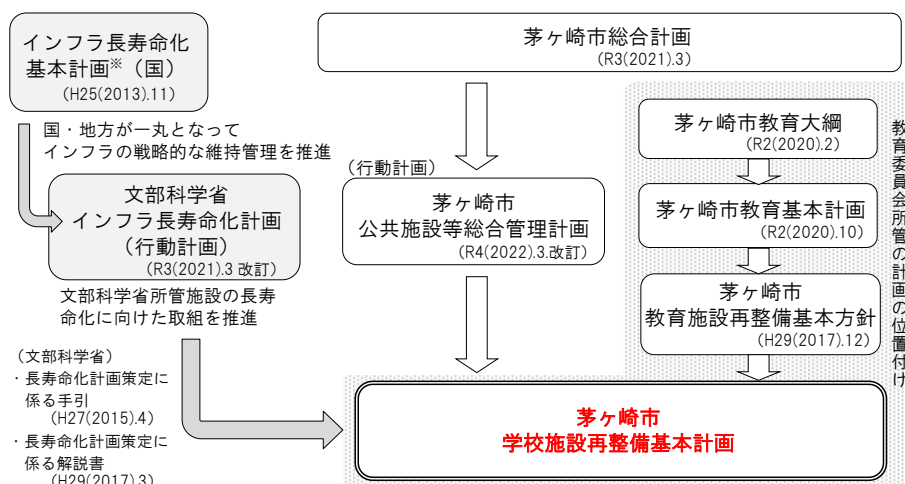 インフラ長寿命化
基本計画※（国）
(H25(2013).11)
国・地方が一丸となって
インフラの戦略的な維持管理を推進
文部科学省
インフラ長寿命化計画
（行動計画）
(R3(2021).3 改訂)
文部科学省所管施設の長寿
命化に向けた取組を推進
（文部科学省）
・長寿命化計画策定に
係る手引
(H27(2015).4)
・長寿命化計画策定に
係る解説書
(H29(2017).3)
茅ヶ崎市総合計画
(R3(2021).3)
（行動計画）
茅ヶ崎市
公共施設等総合管理計画
(R4(2022).3.改訂)
茅ヶ崎市教育大綱
(R2(2020).2)
茅ヶ崎市教育基本計画
(R2(2020).10)
茅ヶ崎市
教育施設再整備基本方針
(H29(2017).12)
教育委員会所管の計画の位置付け
茅ヶ崎市
学校施設再整備基本計画